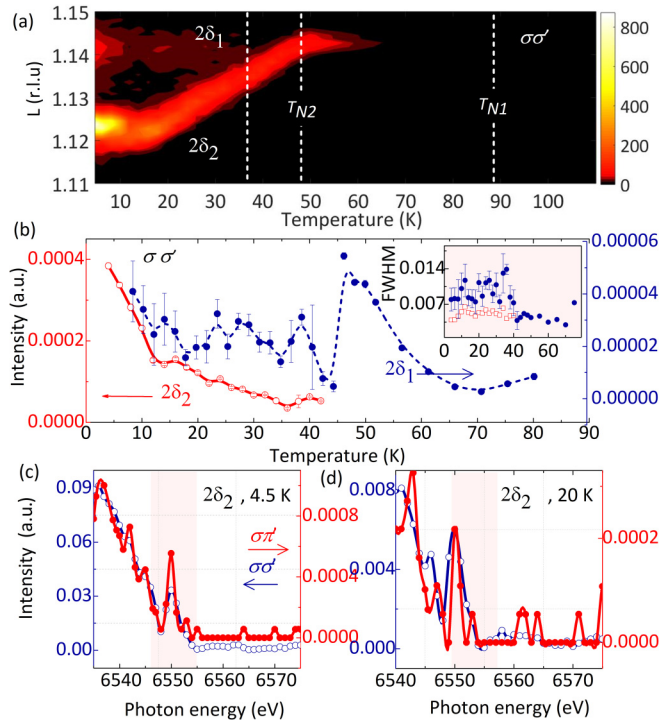 (a)
1.15
1.14
1.13
1.12
1.11
L (r.l.u)
2δ1
2δ2
TN2
TN1
σσ′
800
600
400
200
0
10 20 30 40 50 60 70 80 90 100
Temperature (K)
(b)
0.0004
0.0002
0.0000
Intensity (a.u.)
σ σ′
2δ2
2δ1
FWHM
0.014
0.007
0 20 40 60
0.00006
0.00004
0.00002
0.00000
0 10 20 30 40 50 60 70 80 90
Temperature (K)
(c)
0.09
0.06
0.03
0.00
Intensity (a.u.)
2δ2 , 4.5 K
σπ′
σσ′
0.0008
0.0004
0.0000
6540 6550 6560 6570
Photon energy (eV)
(d)
0.008
0.004
0.000
2δ2 , 20 K
0.0002
0.0000
6540 6550 6560 6570
Photon energy (eV)